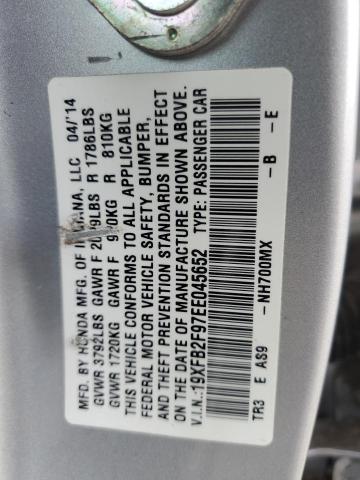 MFD. BY HONDA MFG. OF INDIANA, LLC 04/'14
GVWR 3792LBS GAWR F 2009LBS R 1786LBS
GVWR 1720KG GAWR F 910KG R 810KG
THIS VEHICLE CONFORMS TO ALL APPLICABLE
FEDERAL MOTOR VEHICLE SAFETY, BUMPER,
AND THEFT PREVENTION STANDARDS IN EFFECT
ON THE DATE OF MANUFACTURE SHOWN ABOVE.
V.I.N.:19XFB2F97EE045652 TYPE: PASSENGER CAR
TR3 E AS9 - NH700MX - B - E